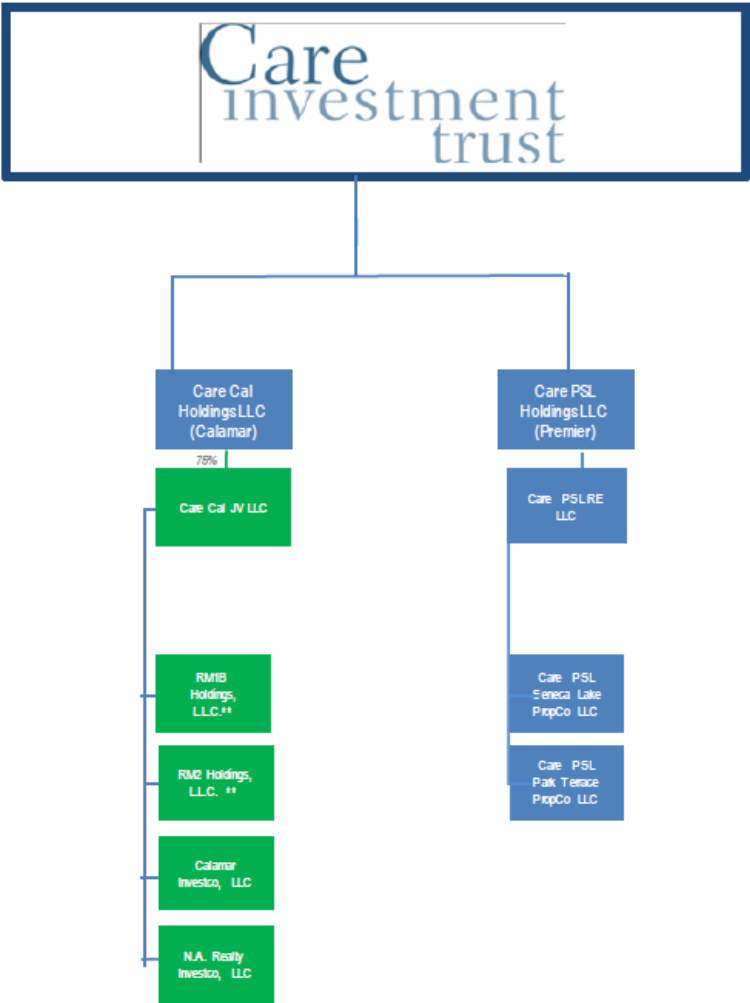 Care
investment
trust
Care Cal
Holdings LLC
(Calamar)
Care PSL
Holdings LLC
(Premier)
75%
Care Cal JV LLC
Care PSL RE
LLC
RM1B
Holdings,
L.L.C.**
Care PSL
Seneca Lake
PropCo LLC
RM2 Holdings,
L.L.C. **
Care PSL
Park Terrace
PropCo LLC
Calamar
Investco, LLC
N.A. Realty
Investco, LLC